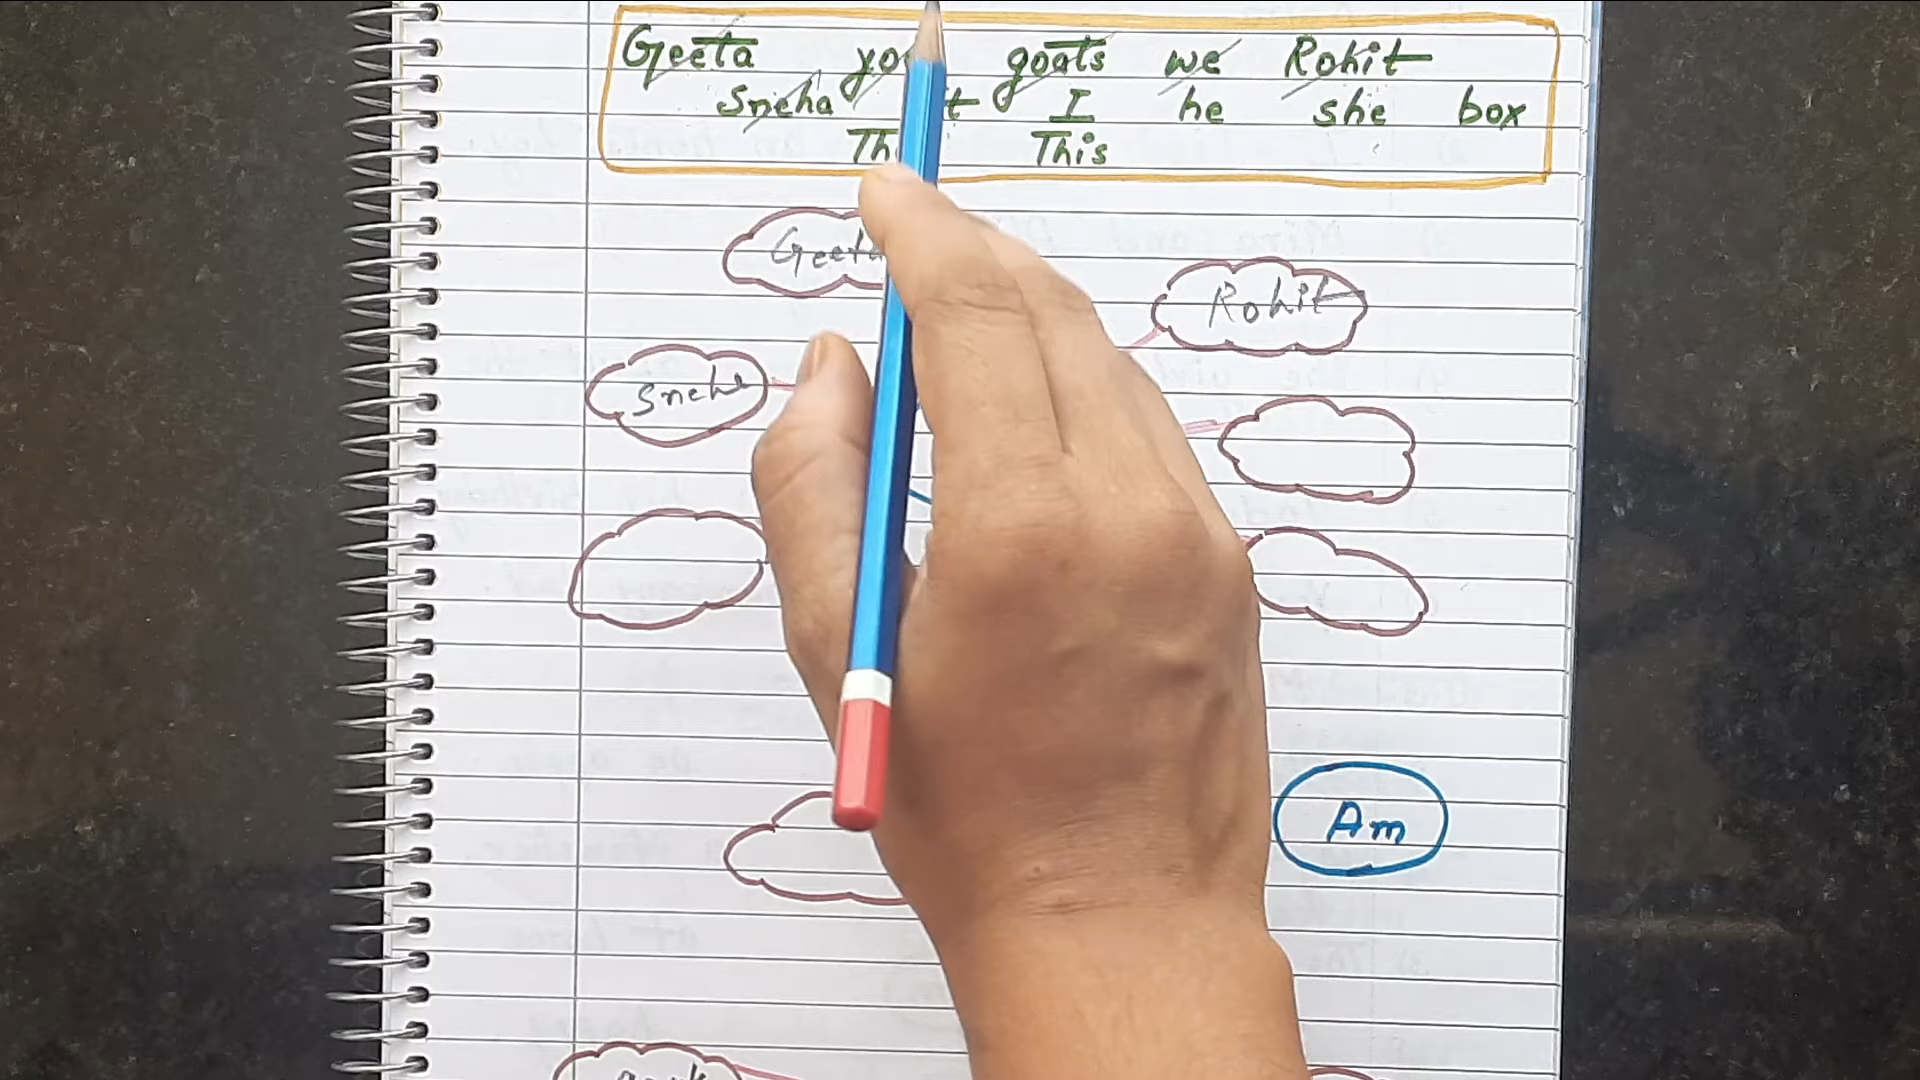 Geeta goats we Rohit
Sneha I he she box
This
Geeta
Rohit
Sneha
Am